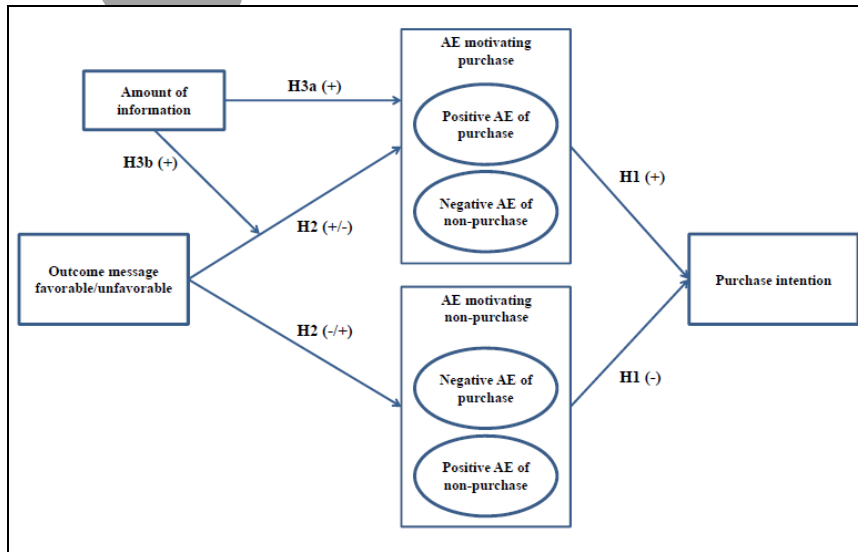 AE motivating
purchase
H3a (+)
Amount of
information
Positive AE of
purchase
H3b (+)
H1 (+)
Negative AE of
non-purchase
H2 (+/-)
Outcome message
favorable/unfavorable
Purchase intention
AE motivating
non-purchase
H2 (-/+)
Negative AE of
purchase
H1 (-)
Positive AE of
non-purchase